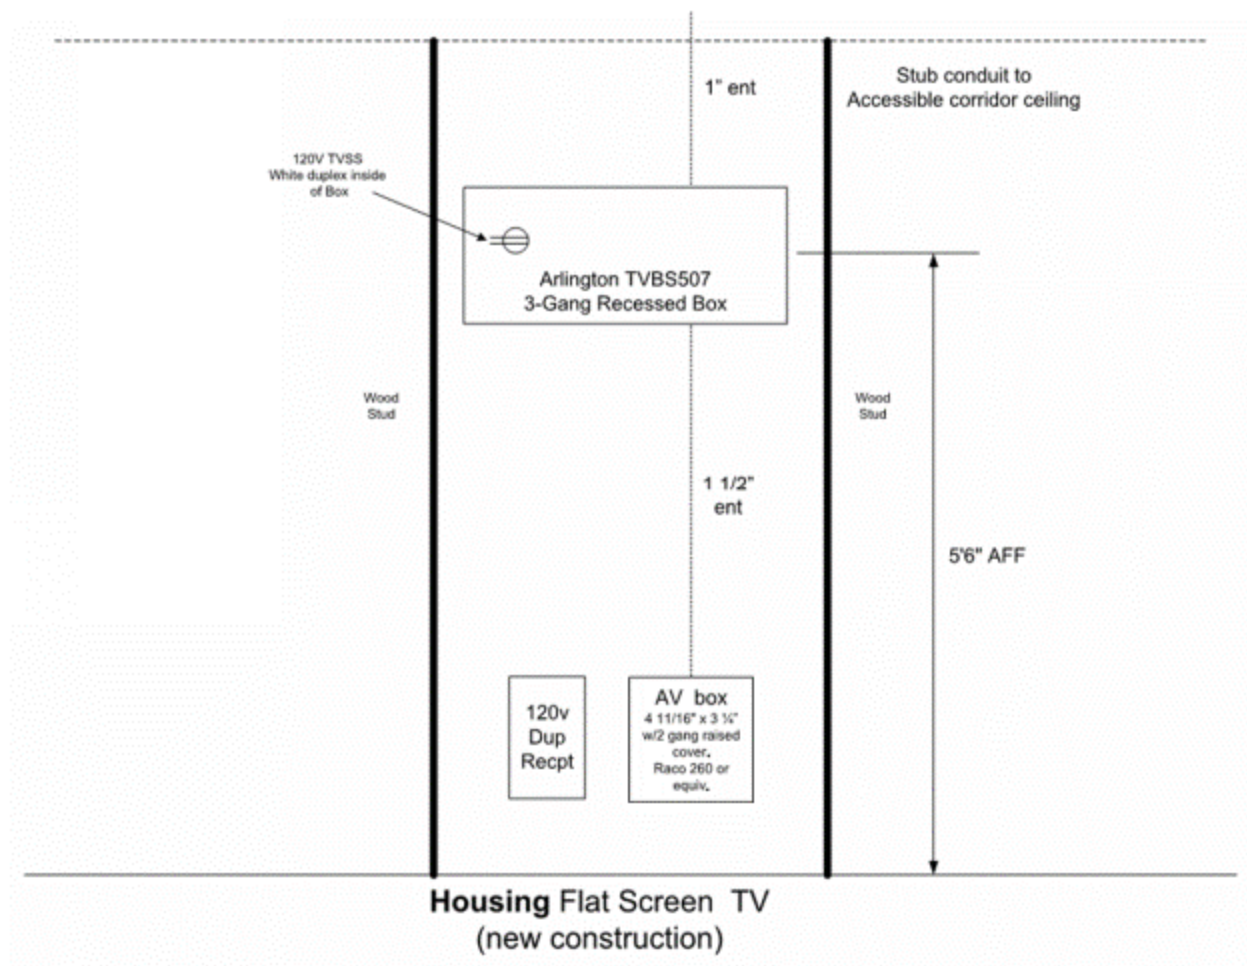 1" ent
Stub conduit to
Accessible corridor ceiling
120V TVSS
White duplex inside
of Box
Arlington TVBS507
3-Gang Recessed Box
Wood
Stud
Wood
Stud
1 1/2"
ent
5'6" AFF
120v
Dup
Recpt
AV box
4 11/16" x 3 ¼"
w/2 gang raised
cover.
Raco 260 or
equiv.
Housing Flat Screen TV
(new construction)